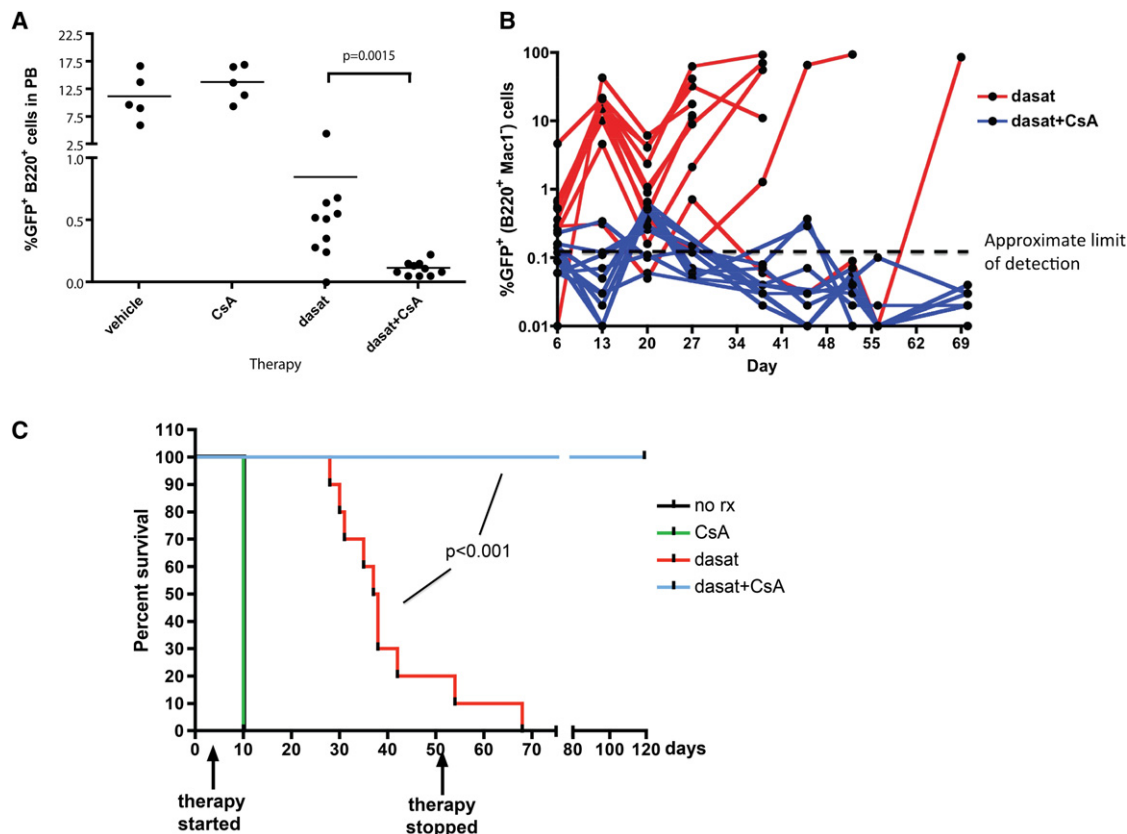 A
%GFP⁺ B220⁺ cells in PB
22.5
17.5
12.5
7.5
2.5
1.0
0.5
0.0
p=0.0015
vehicle
CsA
dasat
dasat+CsA
Therapy
B
%GFP⁺ (B220⁺ Mac1⁻) cells
100
10
1
0.1
0.01
6 13 20 27 34 41 48 55 62 69
Day
dasat
dasat+CsA
Approximate limit
of detection
C
Percent survival
110
100
90
80
70
60
50
40
30
20
10
0
0 10 20 30 40 50 60 70 80 100 120 days
p<0.001
no rx
CsA
dasat
dasat+CsA
therapy
started
therapy
stopped